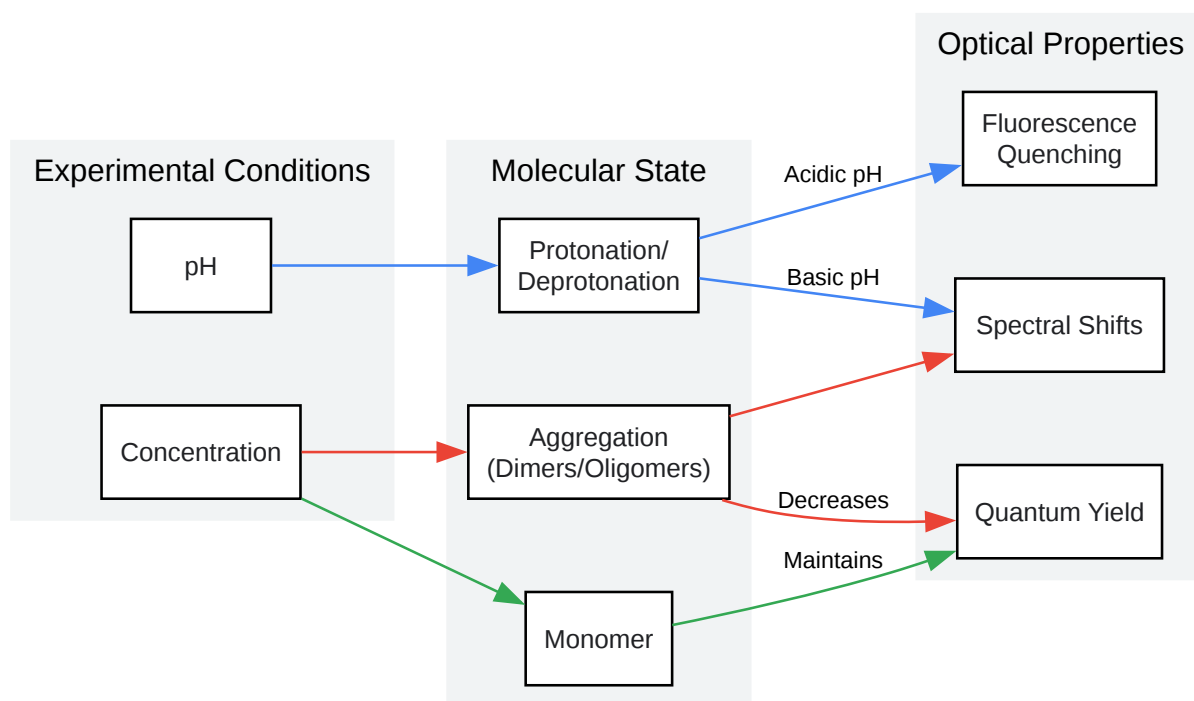 Experimental Conditions
pH
Concentration
Molecular State
Protonation/
Deprotonation
Aggregation
(Dimers/Oligomers)
Monomer
Acidic pH
Basic pH
Decreases
Maintains
Optical Properties
Fluorescence
Quenching
Spectral Shifts
Quantum Yield